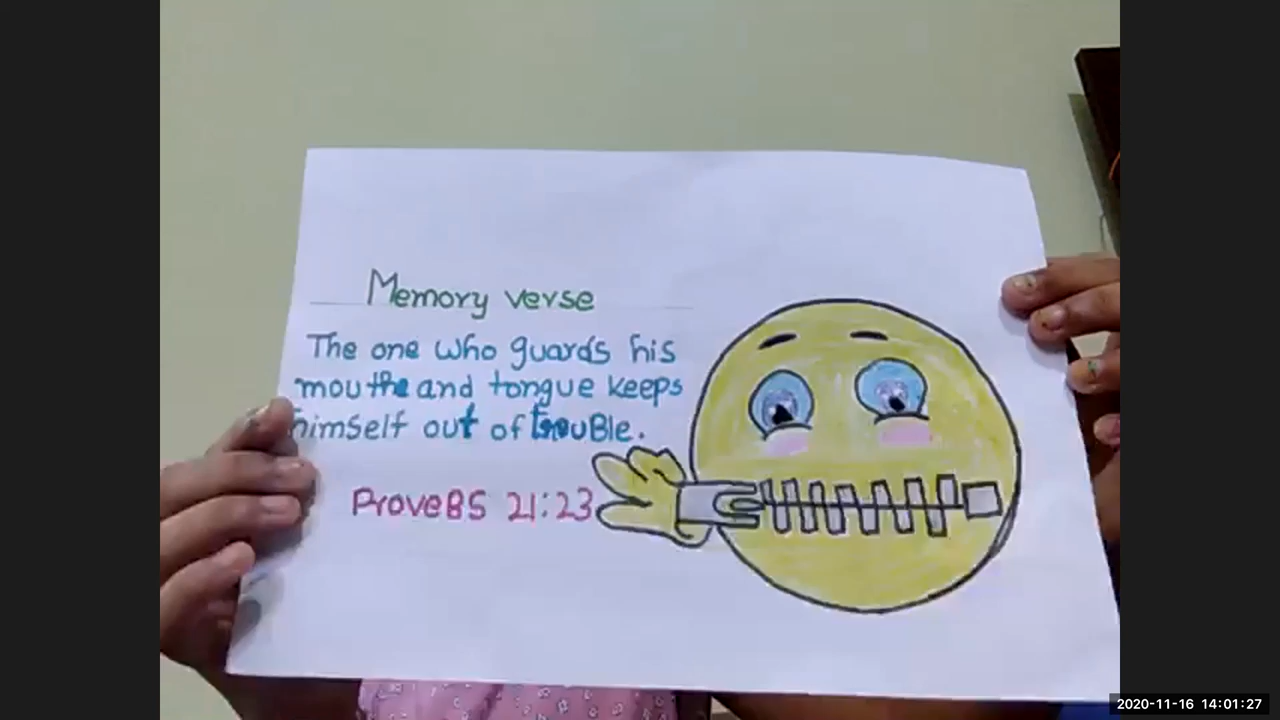 Memory verse
The one who guards his
mouthe and tongue keeps
himself out of trouble.
ProveBS 21:23
2020-11-16 14:01:27